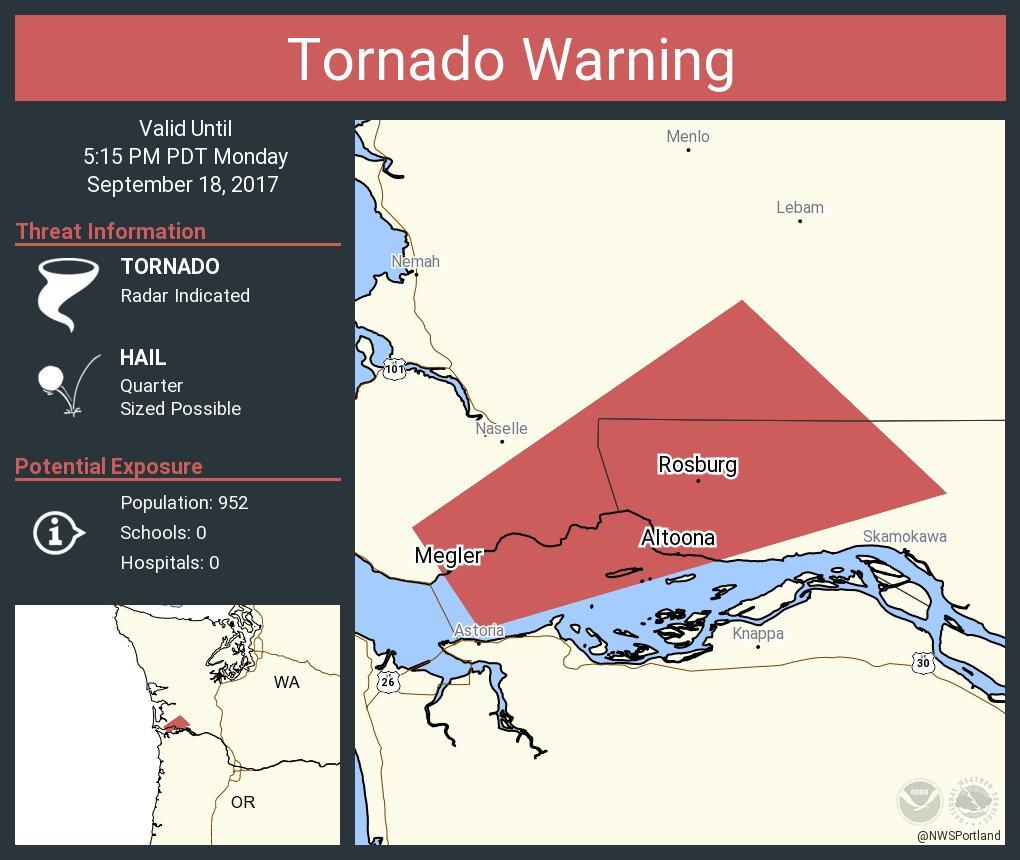 Tornado Warning
Valid Until
5:15 PM PDT Monday
September 18, 2017
Threat Information
TORNADO
Radar Indicated
HAIL
Quarter
Sized Possible
Potential Exposure
Population: 952
Schools: 0
Hospitals: 0
WA
OR
Menlo
Lebam
Nemah
101
Naselle
Rosburg
Altoona
Megler
Skamokawa
Astoria
Knappa
30
26
NOAA
NATIONAL WEATHER SERVICE
@NWSPortland